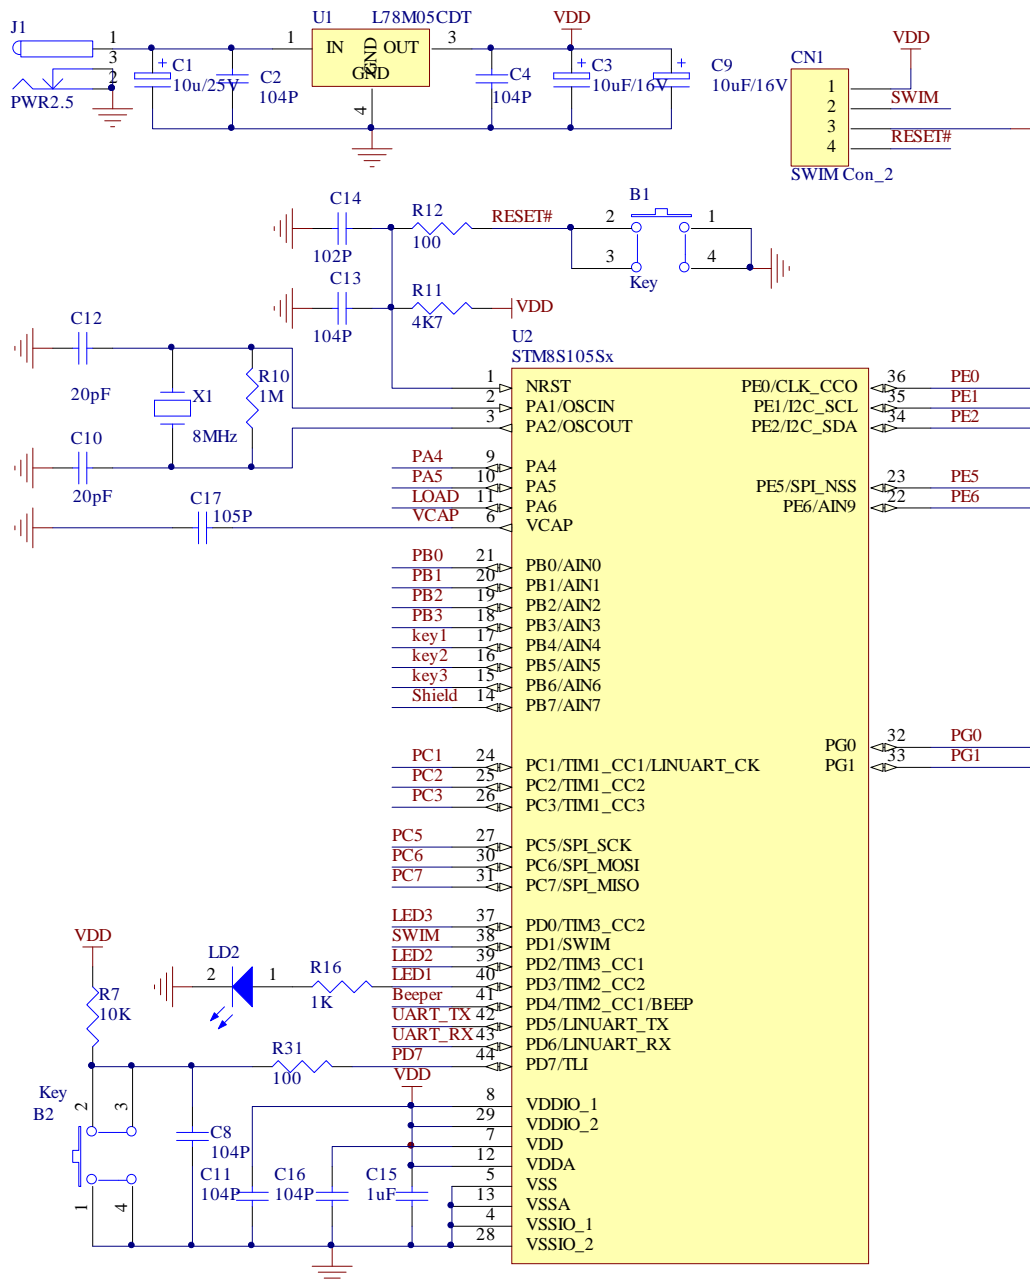 J1
1
3
2
PWR2.5
C1
10u/25V
C2
104P
U1
L78M05CDT
1
IN
GND
OUT
GND
3
4
VDD
C4
104P
C3
10uF/16V
C9
10uF/16V
CN1
VDD
1
2
SWIM
3
4
RESET#
SWIM Con_2
C14
102P
R12
100
RESET#
B1
2
1
3
4
Key
C13
104P
R11
4K7
VDD
U2
STM8S105Sx
C12
20pF
X1
8MHz
R10
1M
C10
20pF
C17
105P
1 NRST
2 PA1/OSCIN
3 PA2/OSCOUT
PA4 9 PA4
PA5 10 PA5
LOAD 11 PA6
VCAP 6 VCAP
PB0 21 PB0/AIN0
PB1 20 PB1/AIN1
PB2 19 PB2/AIN2
PB3 18 PB3/AIN3
key1 17 PB4/AIN4
key2 16 PB5/AIN5
key3 15 PB6/AIN6
Shield 14 PB7/AIN7
PC1 24 PC1/TIM1_CC1/LINUART_CK
PC2 25 PC2/TIM1_CC2
PC3 26 PC3/TIM1_CC3
PC5 27 PC5/SPI_SCK
PC6 30 PC6/SPI_MOSI
PC7 31 PC7/SPI_MISO
LED3 37 PD0/TIM3_CC2
SWIM 38 PD1/SWIM
LED2 39 PD2/TIM3_CC1
LED1 40 PD3/TIM2_CC2
Beeper 41 PD4/TIM2_CC1/BEEP
UART_TX 42 PD5/LINUART_TX
UART_RX 43 PD6/LINUART_RX
PD7 44 PD7/TLI
8 VDDIO_1
29 VDDIO_2
7 VDD
12 VDDA
5 VSS
13 VSSA
4 VSSIO_1
28 VSSIO_2
PE0/CLK_CCO 36 PE0
PE1/I2C_SCL 35 PE1
PE2/I2C_SDA 34 PE2
PE5/SPI_NSS 23 PE5
PE6/AIN9 22 PE6
PG0 32 PG0
PG1 33 PG1
VDD
R7
10K
LD2
2
1
R16
1K
R31
100
VDD
Key
B2
2
3
1
4
C8
104P
C11
104P
C16
104P
C15
1uF